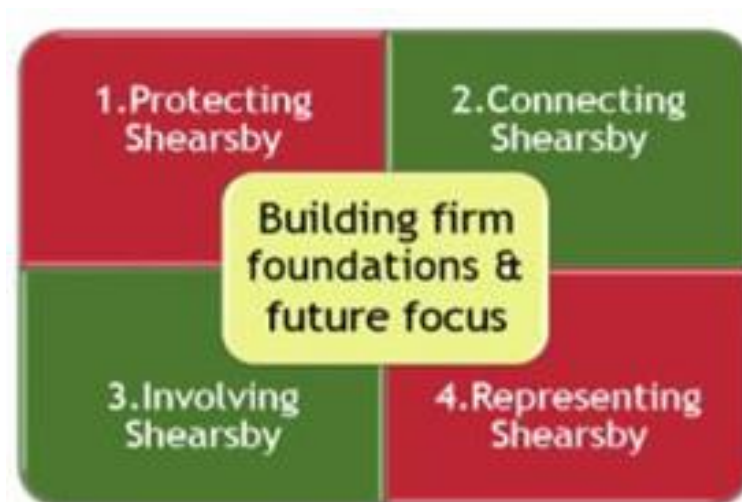 1.Protecting
Shearsby
2.Connecting
Shearsby
Building firm
foundations &
future focus
3.Involving
Shearsby
4.Representing
Shearsby